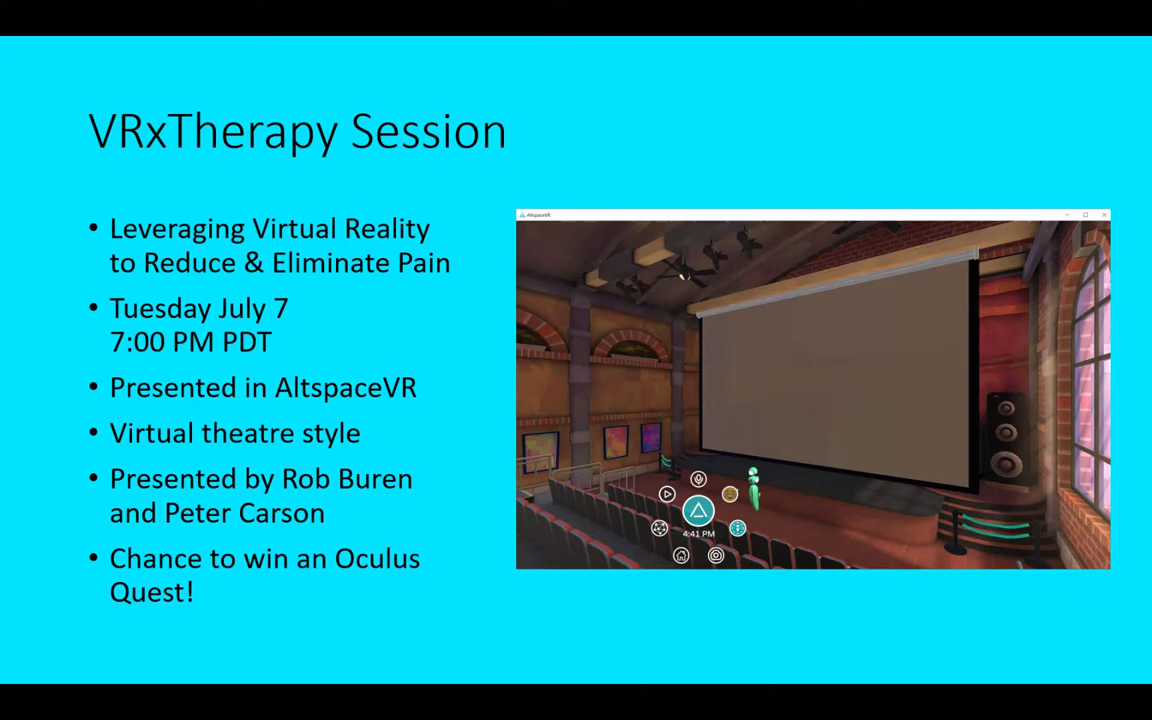 VRxTherapy Session
• Leveraging Virtual Reality
to Reduce & Eliminate Pain
• Tuesday July 7
7:00 PM PDT
• Presented in AltspaceVR
• Virtual theatre style
• Presented by Rob Buren
and Peter Carson
• Chance to win an Oculus
Quest!
AltspaceVR
4:41 PM